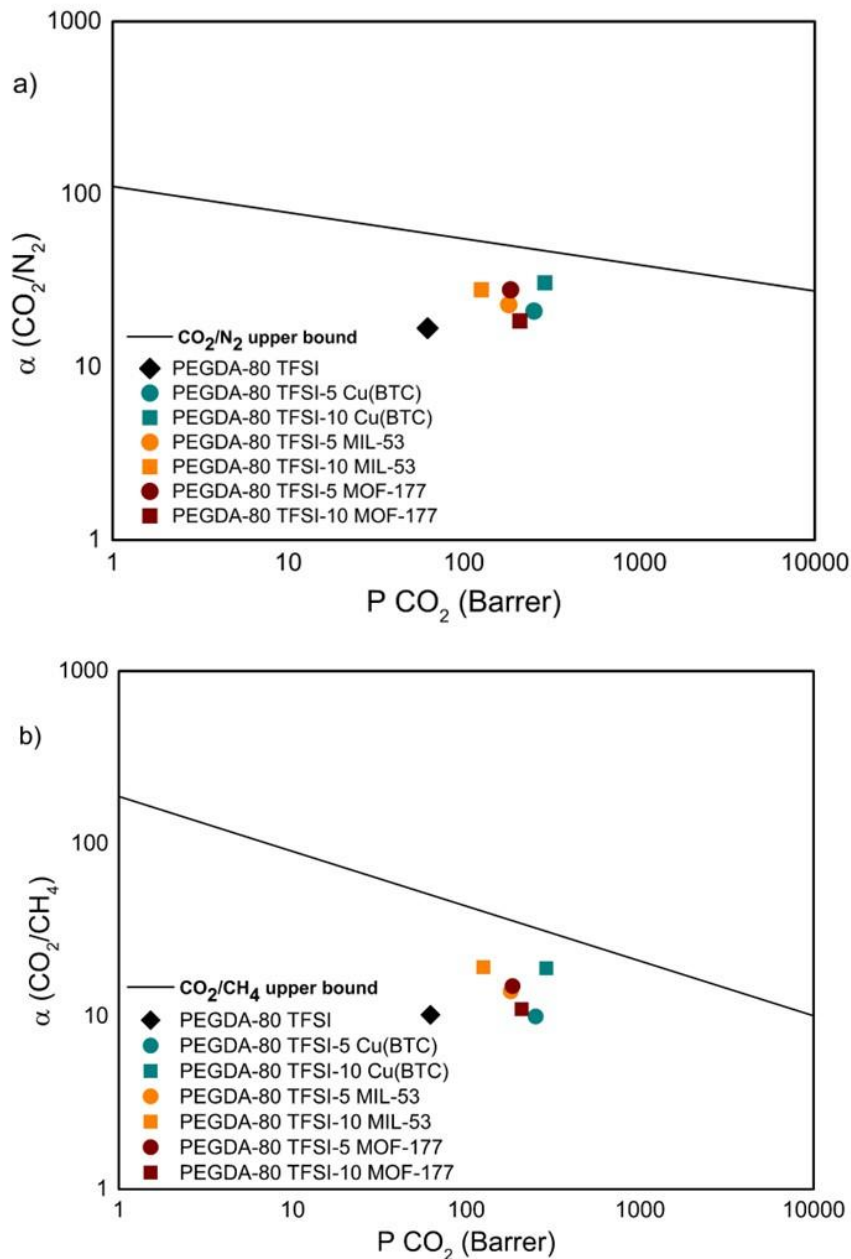 a)
1000
100
10
1
α (CO₂/N₂)
CO₂/N₂ upper bound
PEGDA-80 TFSI
PEGDA-80 TFSI-5 Cu(BTC)
PEGDA-80 TFSI-10 Cu(BTC)
PEGDA-80 TFSI-5 MIL-53
PEGDA-80 TFSI-10 MIL-53
PEGDA-80 TFSI-5 MOF-177
PEGDA-80 TFSI-10 MOF-177
1 10 100 1000 10000
P CO₂ (Barrer)
b)
1000
100
10
1
α (CO₂/CH₄)
CO₂/CH₄ upper bound
PEGDA-80 TFSI
PEGDA-80 TFSI-5 Cu(BTC)
PEGDA-80 TFSI-10 Cu(BTC)
PEGDA-80 TFSI-5 MIL-53
PEGDA-80 TFSI-10 MIL-53
PEGDA-80 TFSI-5 MOF-177
PEGDA-80 TFSI-10 MOF-177
1 10 100 1000 10000
P CO₂ (Barrer)